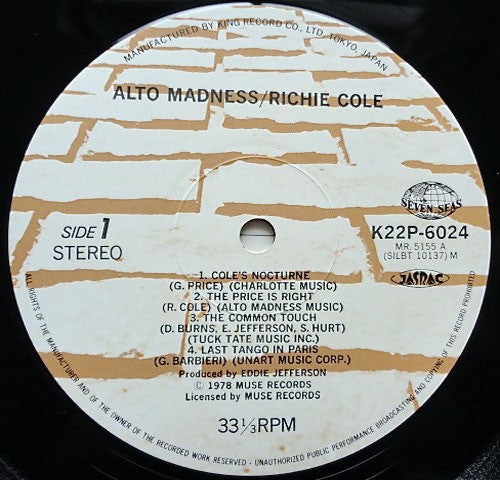 MANUFACTURED BY KING RECORD CO., LTD, TOKYO, JAPAN
ALTO MADNESS/RICHIE COLE
SEVEN SEAS
SIDE 1
STEREO
K22P-6024
MR. 5155 A
(SILBT 10137) M
JASRAC
1. COLE'S NOCTURNE
(G. PRICE) (CHARLOTTE MUSIC)
2. THE PRICE IS RIGHT
(R. COLE) (ALTO MADNESS MUSIC)
3. THE COMMON TOUCH
(D. BURNS, E. JEFFERSON, S. HURT)
(TUCK TATE MUSIC INC.)
4. LAST TANGO IN PARIS
(G. BARBIERI) (UNART MUSIC CORP.)
Produced by EDDIE JEFFERSON
Ⓒ 1978 MUSE RECORDS
Licensed by MUSE RECORDS
33⅓RPM
ALL RIGHTS OF THE MANUFACTURER AND OF THE OWNER OF THE RECORDED WORK RESERVED - UNAUTHORIZED PUBLIC PERFORMANCE BROADCASTING AND COPYING OF THIS RECORD PROHIBITED